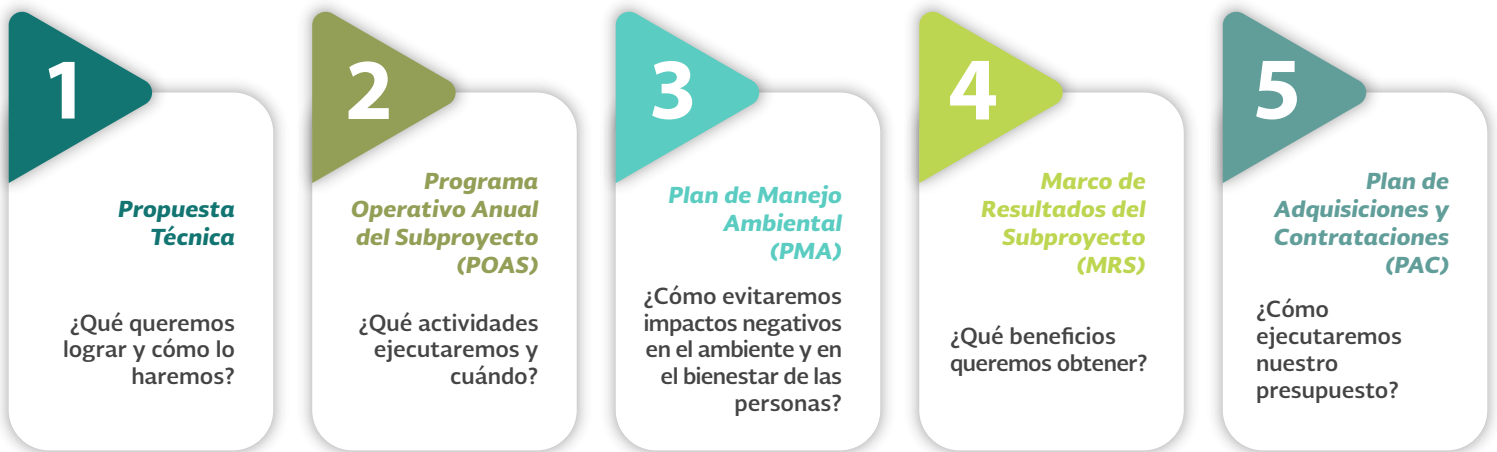 1
Propuesta
Técnica
¿Qué queremos
lograr y cómo lo
haremos?
2
Programa
Operativo Anual
del Subproyecto
(POAS)
¿Qué actividades
ejecutaremos y
cuándo?
3
Plan de Manejo
Ambiental
(PMA)
¿Cómo evitaremos
impactos negativos
en el ambiente y en
el bienestar de las
personas?
4
Marco de
Resultados del
Subproyecto
(MRS)
¿Qué beneficios
queremos obtener?
5
Plan de
Adquisiciones y
Contrataciones
(PAC)
¿Cómo
ejecutaremos
nuestro
presupuesto?